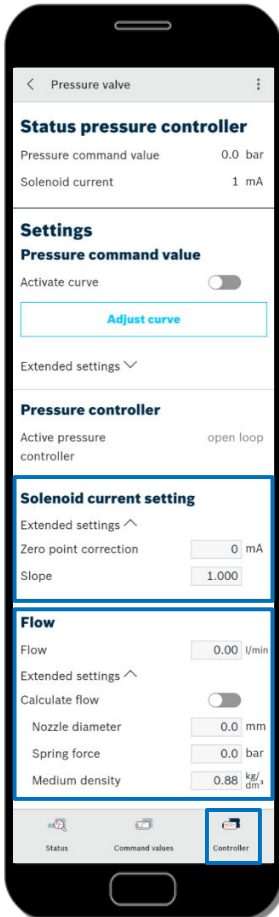 Pressure valve
Status pressure controller
Pressure command value 0.0 bar
Solenoid current 1 mA
Settings
Pressure command value
Activate curve
Adjust curve
Extended settings
Pressure controller
Active pressure controller open loop
Solenoid current setting
Extended settings
Zero point correction 0 mA
Slope 1.000
Flow
Flow 0.00 l/min
Extended settings
Calculate flow
Nozzle diameter 0.0 mm
Spring force 0.0 bar
Medium density 0.88 kg/dm³
Status Command values Controller